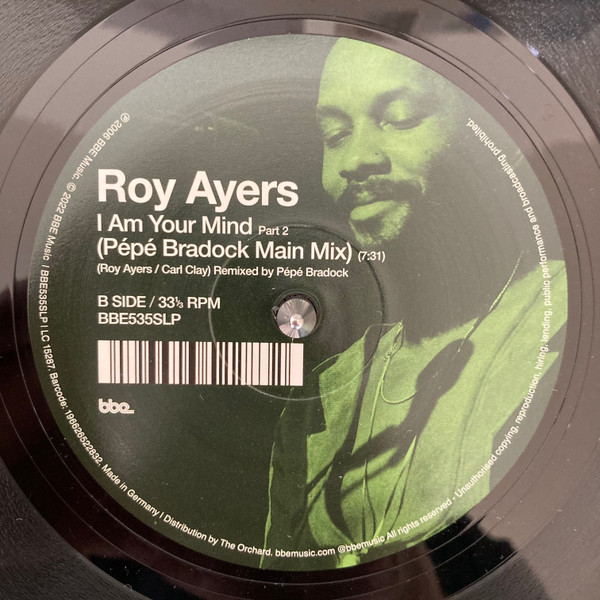 Roy Ayers
I Am Your Mind Part 2
(Pépé Bradock Main Mix) (7:31)
(Roy Ayers / Carl Clay) Remixed by Pépé Bradock
B SIDE / 33⅓ RPM
BBE535SLP
bbe
℗ 2006 BBE Music. © 2022 BBE Music / BBE535SLP / LC 15287. Barcode: 196626522832. Made in Germany / Distribution by The Orchard. bbemusic.com @bbemusic All rights reserved - Unauthorised copying, reproduction, hiring, lending, public performance and broadcasting prohibited.